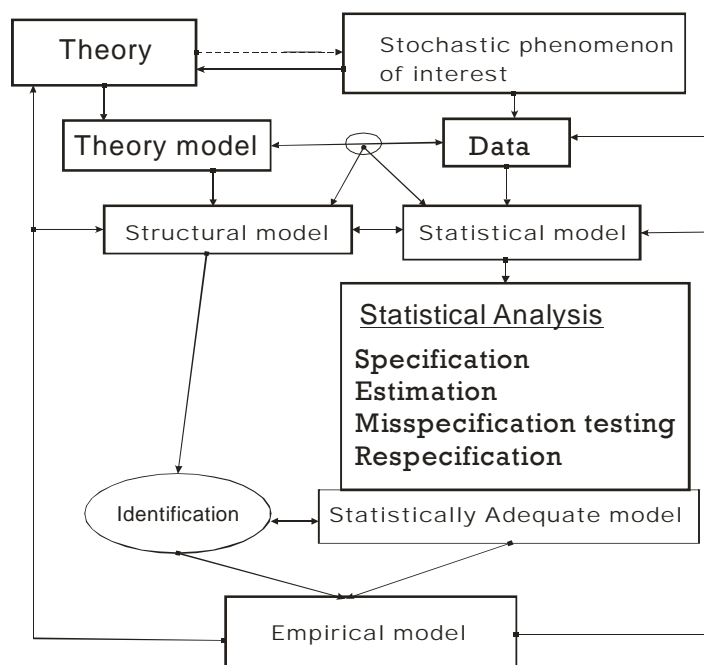 Theory
Stochastic phenomenon
of interest
Theory model
Data
Structural model
Statistical model
Statistical Analysis
Specification
Estimation
Misspecification testing
Respecification
Identification
Statistically Adequate model
Empirical model